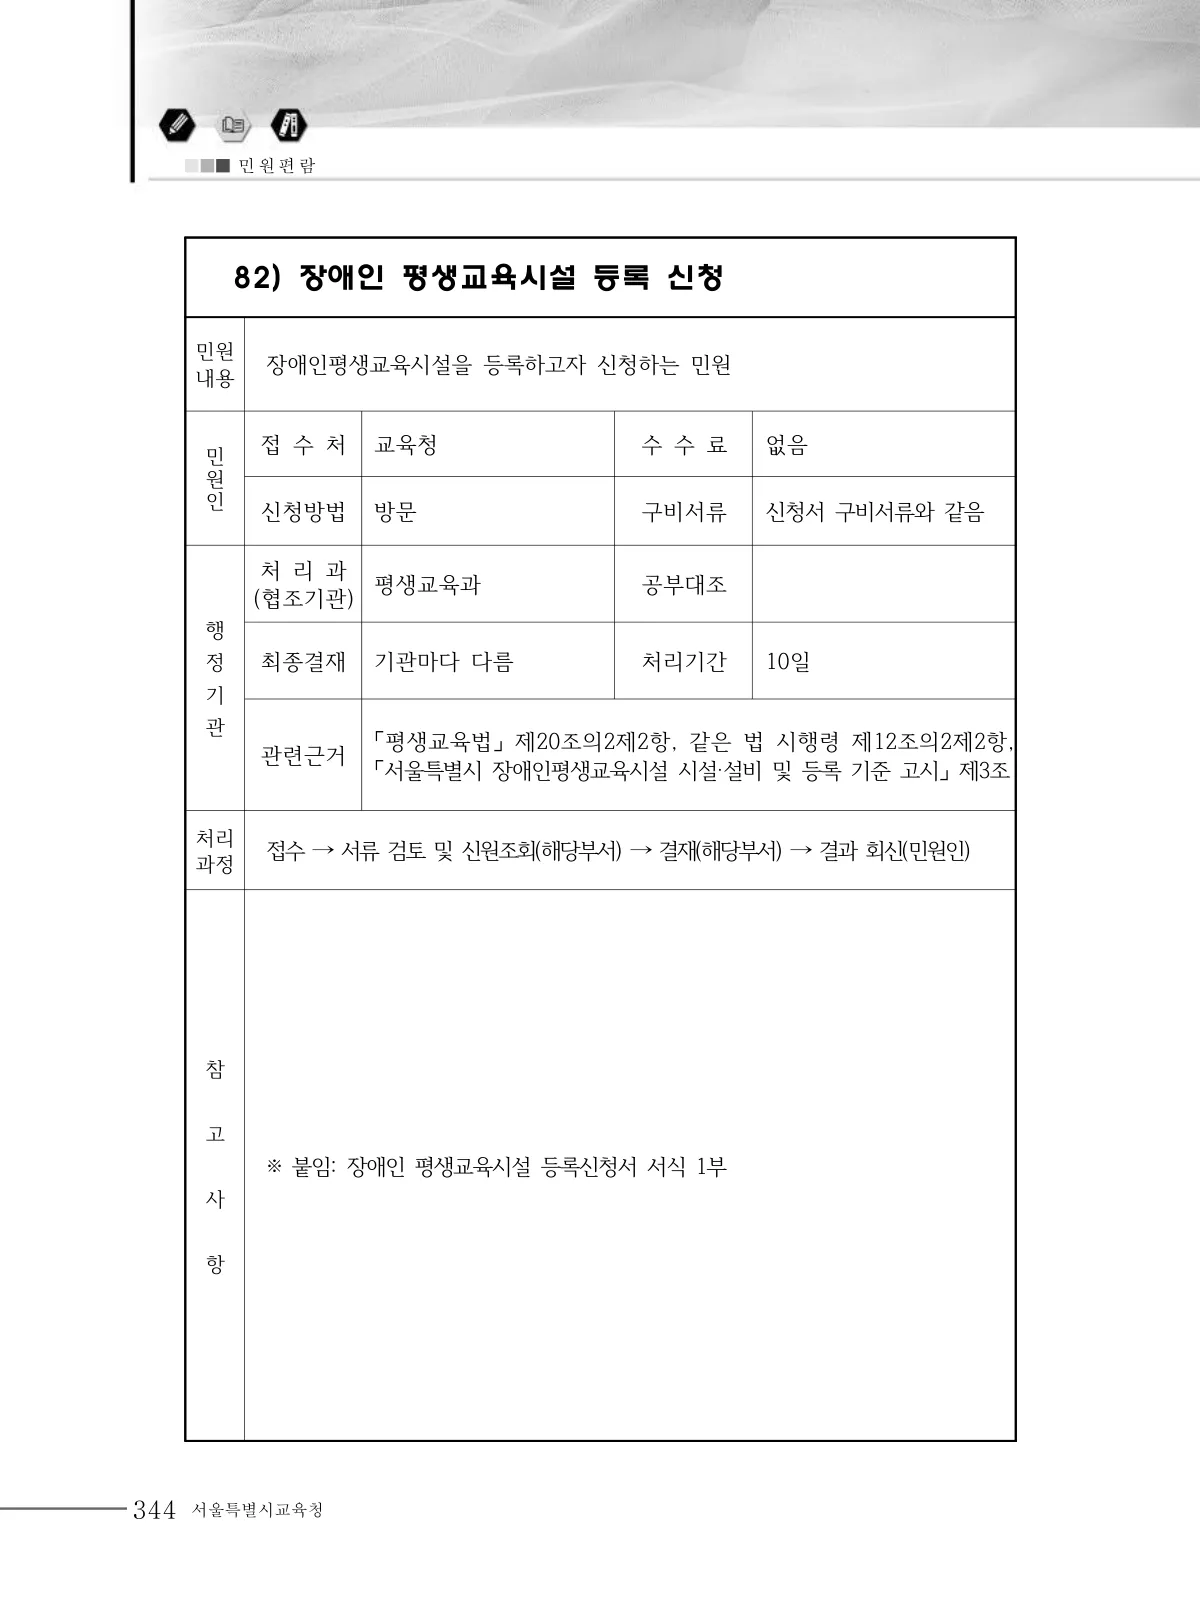 민원편람
82) 장애인 평생교육시설 등록 신청
민원
내용
장애인평생교육시설을 등록하고자 신청하는 민원
민
원
인
접 수 처
교육청
수 수 료
없음
신청방법
방문
구비서류
신청서 구비서류와 같음
행
정
기
관
처 리 과
(협조기관)
평생교육과
공부대조
최종결재
기관마다 다름
처리기간
10일
관련근거
「평생교육법」 제20조의2제2항, 같은 법 시행령 제12조의2제2항,
「서울특별시 장애인평생교육시설 시설·설비 및 등록 기준 고시」 제3조
처리
과정
접수 → 서류 검토 및 신원조회(해당부서) → 결재(해당부서) → 결과 회신(민원인)
참
고
사
항
※ 붙임: 장애인 평생교육시설 등록신청서 서식 1부
344 서울특별시교육청